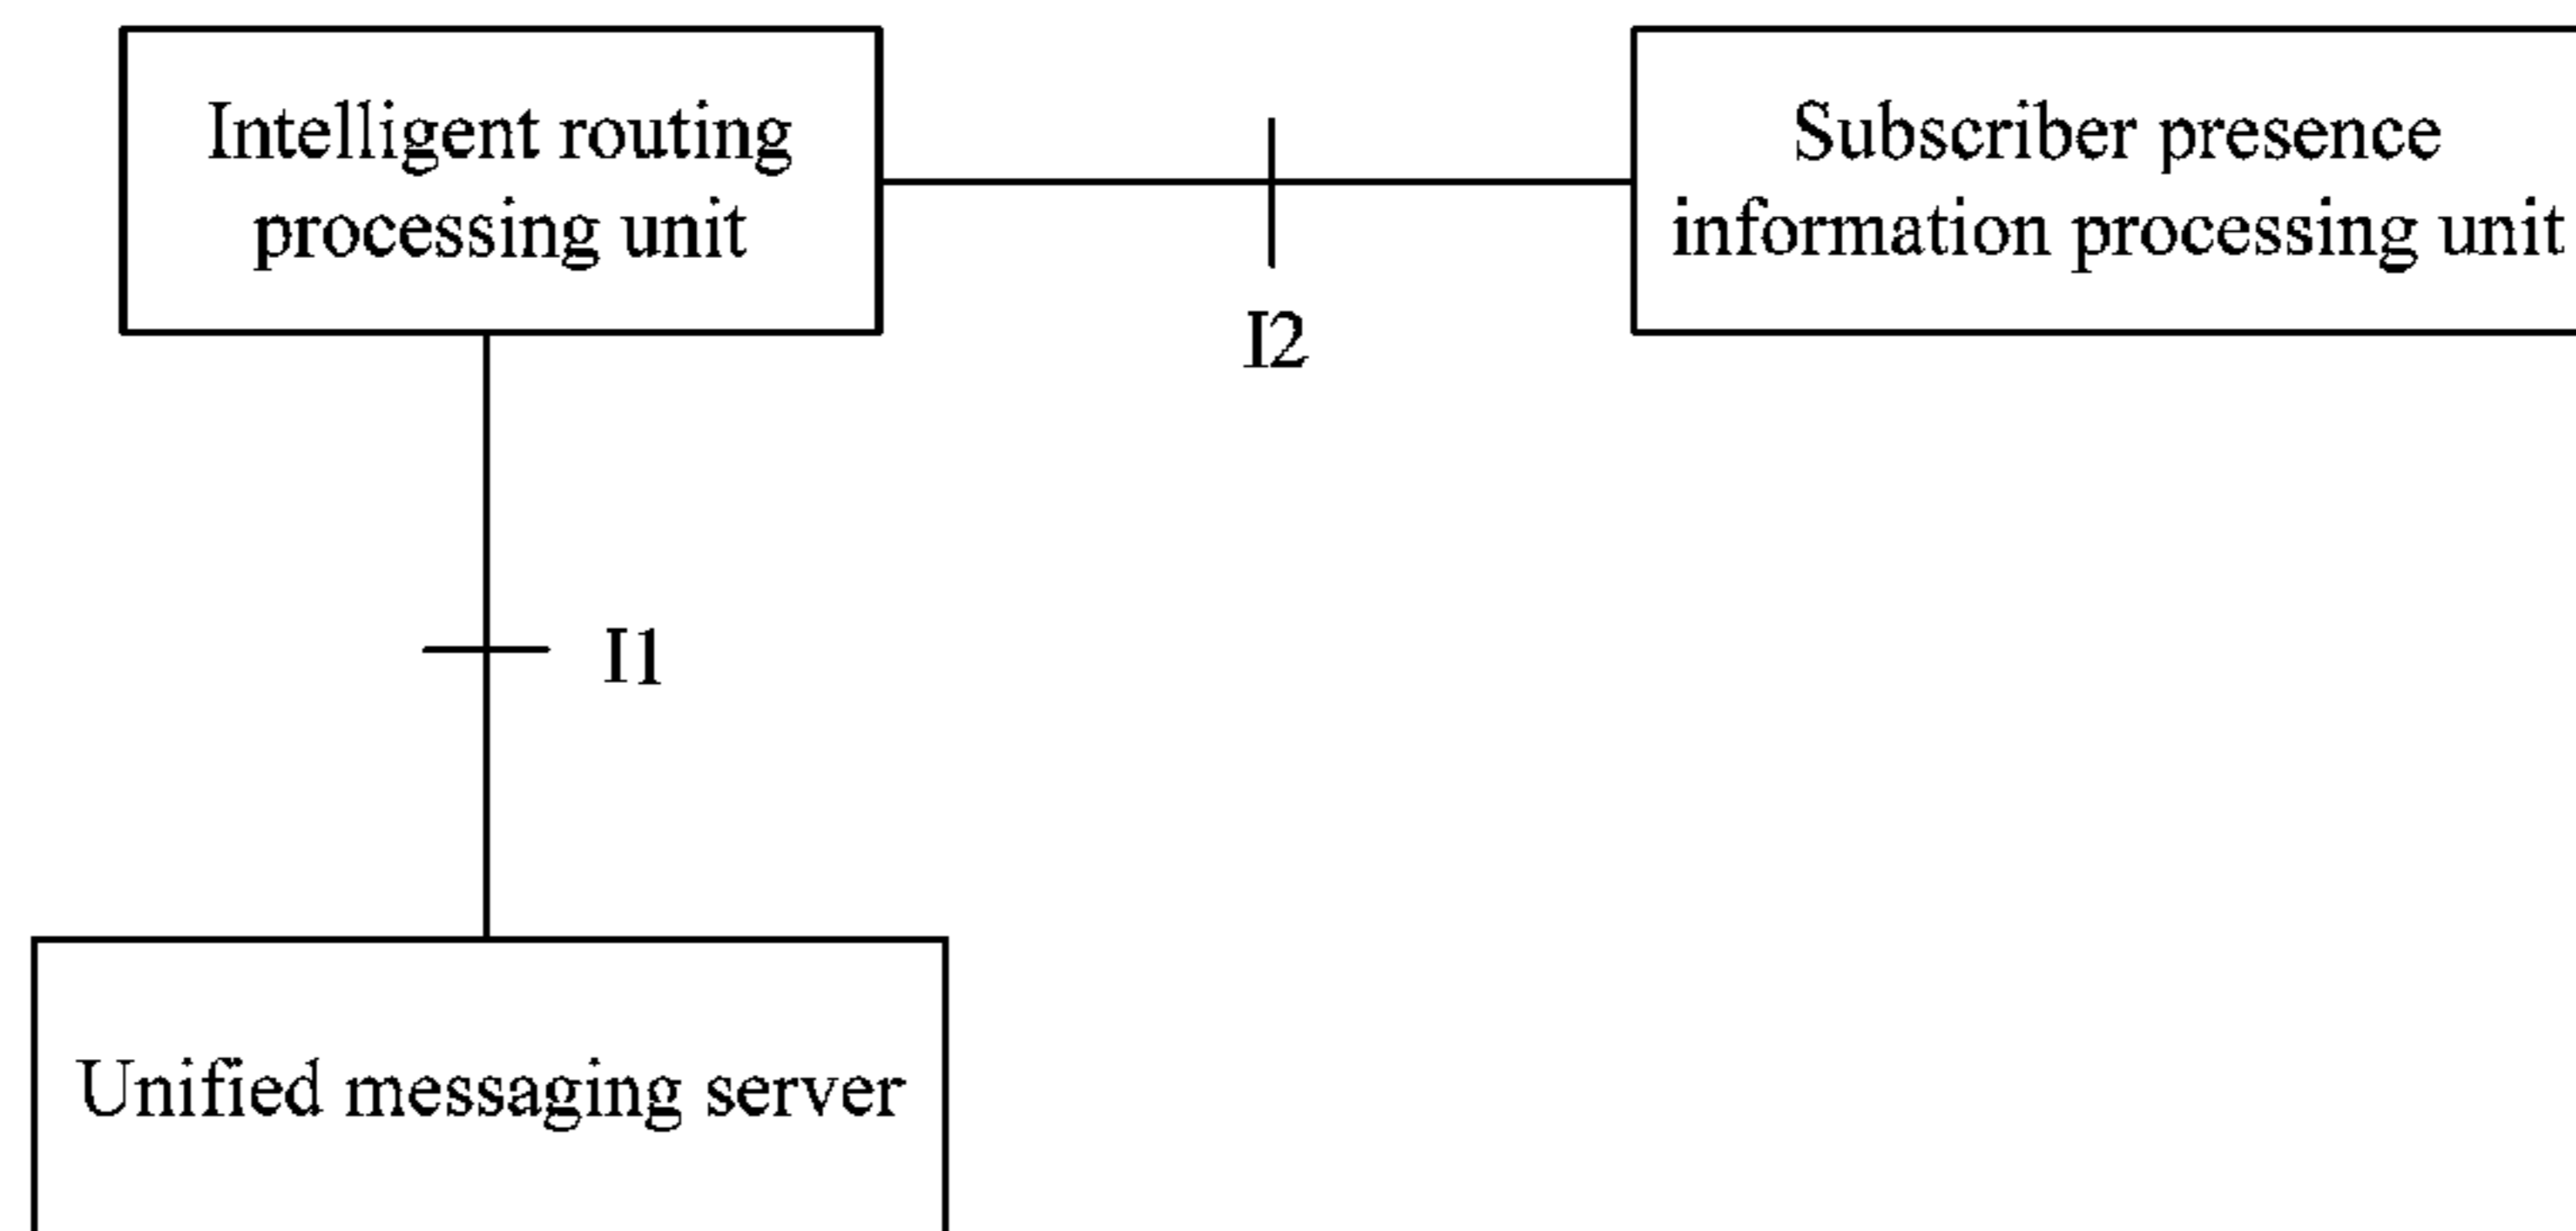 Intelligent routing
processing unit
Subscriber presence
information processing unit
I2
I1
Unified messaging server